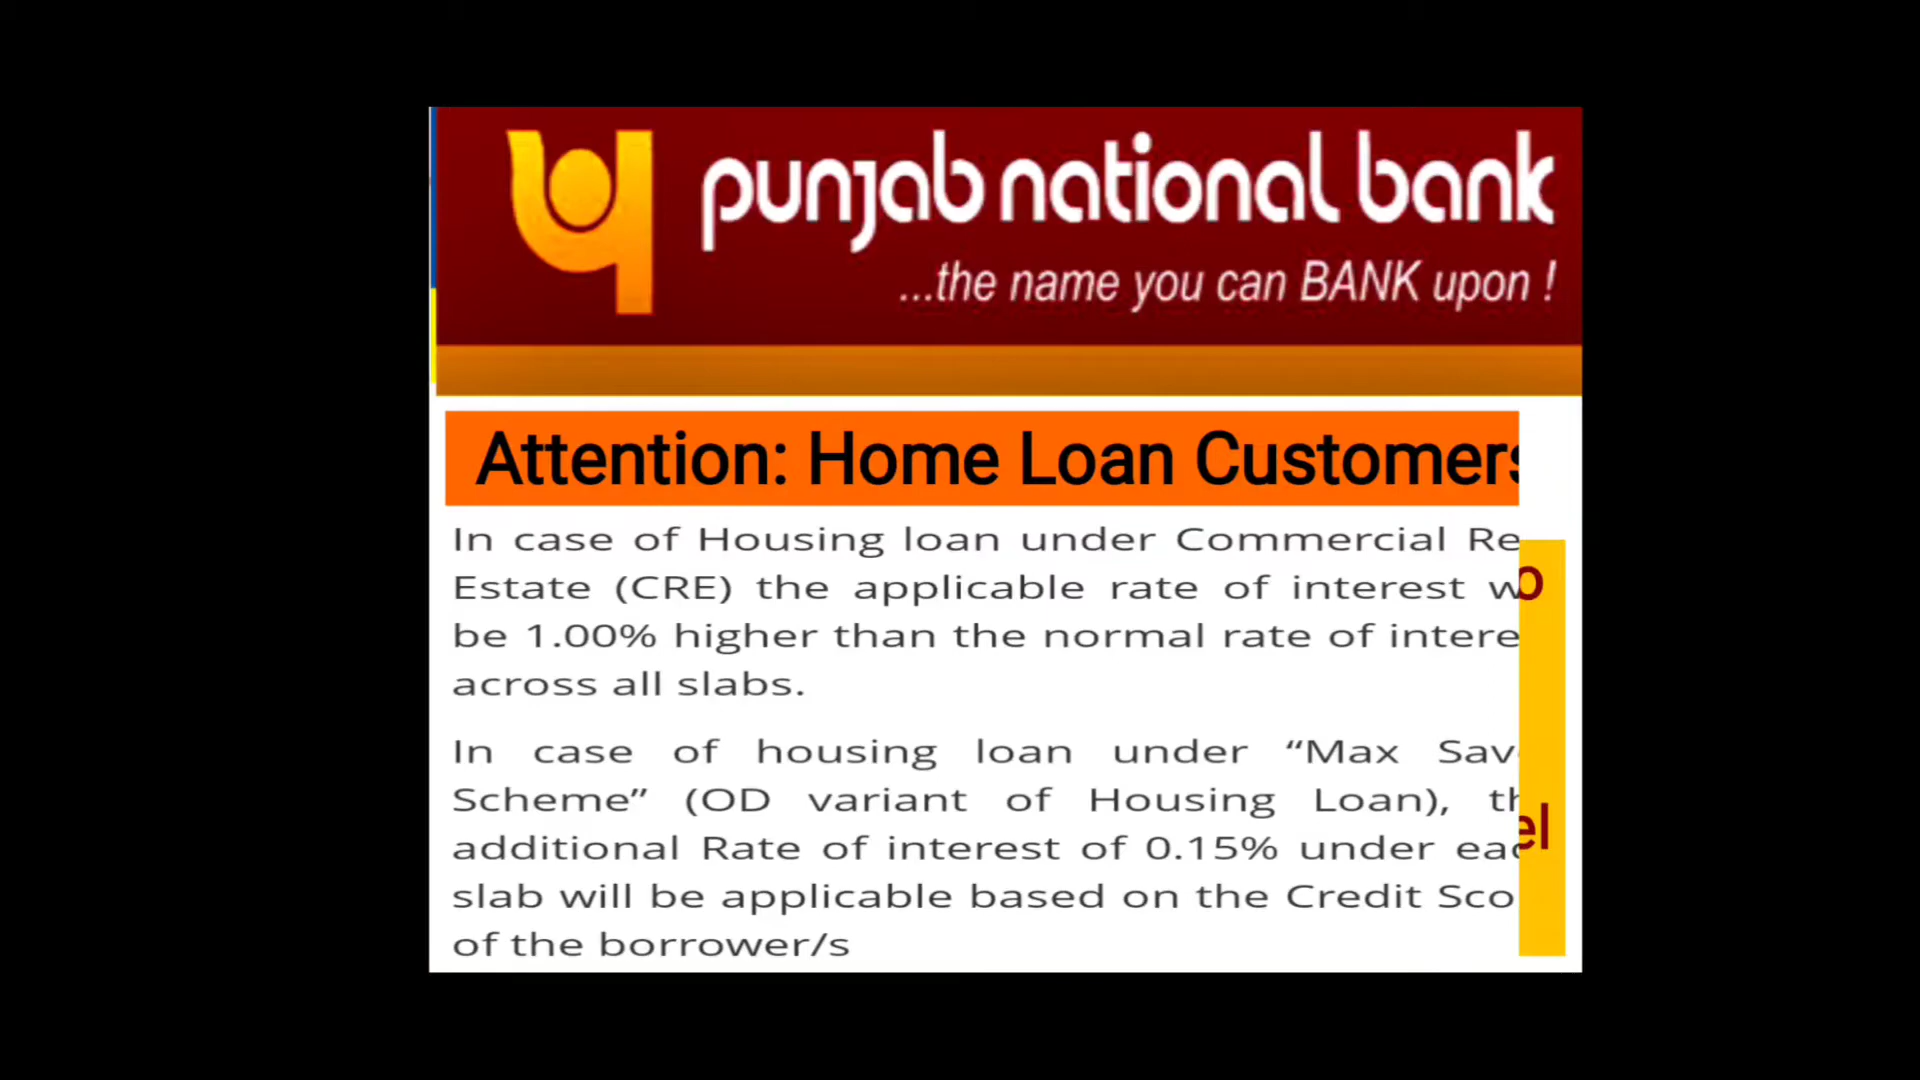 punjab national bank
...the name you can BANK upon !
Attention: Home Loan Customers
In case of Housing loan under Commercial Re
Estate (CRE) the applicable rate of interest w
be 1.00% higher than the normal rate of intere
across all slabs.
In case of housing loan under “Max Sav
Scheme” (OD variant of Housing Loan), th
additional Rate of interest of 0.15% under eac
slab will be applicable based on the Credit Sco
of the borrower/s
o
el